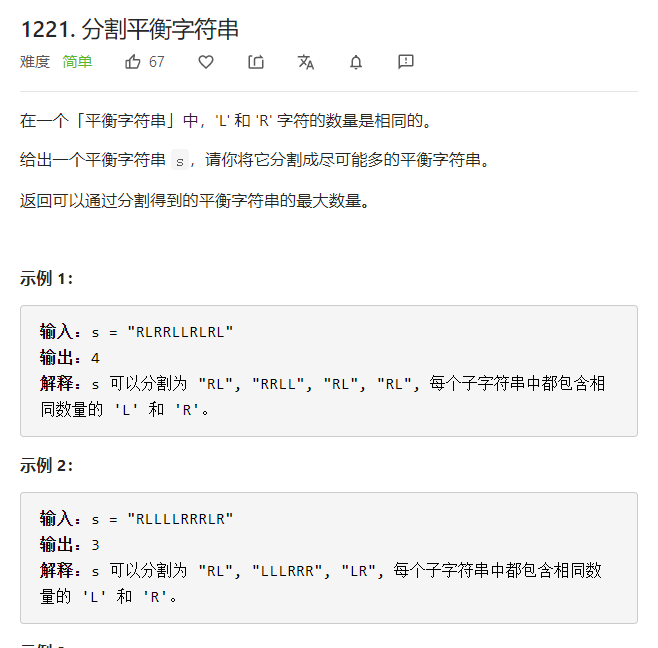 1221. 分割平衡字符串
难度 简单 67
在一个「平衡字符串」中，'L' 和 'R' 字符的数量是相同的。
给出一个平衡字符串 s，请你将它分割成尽可能多的平衡字符串。
返回可以通过分割得到的平衡字符串的最大数量。
示例 1：
输入：s = "RLRRLLRLRL"
输出：4
解释：s 可以分割为 "RL", "RRLL", "RL", "RL", 每个子字符串中都包含相
同数量的 'L' 和 'R'。
示例 2：
输入：s = "RLLLLRRRLR"
输出：3
解释：s 可以分割为 "RL", "LLLRRR", "LR", 每个子字符串中都包含相同数
量的 'L' 和 'R'。